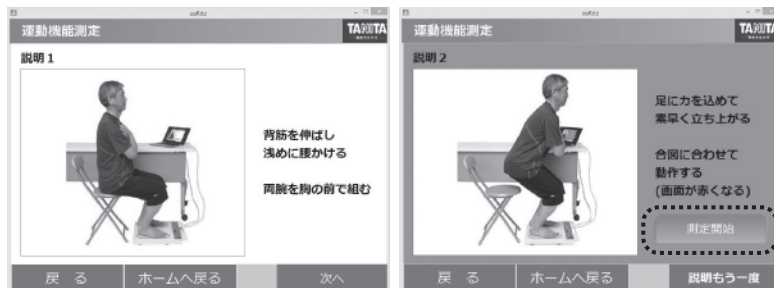 運動機能測定
TANITA
説明1
背筋を伸ばし
浅めに腰かける
両腕を胸の前で組む
戻る
ホームへ戻る
次へ
運動機能測定
TANITA
説明2
足に力を込めて
素早く立ち上がる
合図に合わせて
動作する
(画面が赤くなる)
測定開始
戻る
ホームへ戻る
説明もう一度